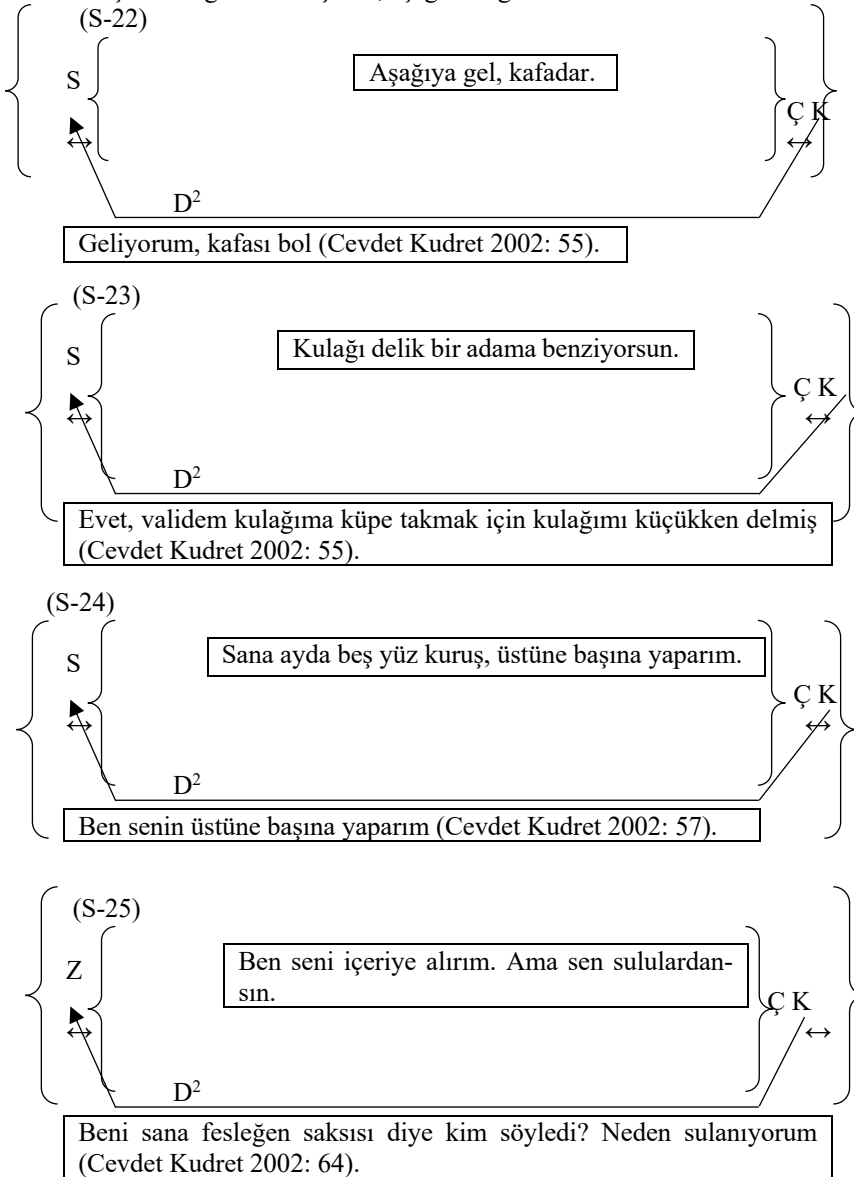 (S-22)
Aşağıya gel, kafadar.
S
Ç K
↔ ↔
D²
Geliyorum, kafası bol (Cevdet Kudret 2002: 55).
(S-23)
Kulağı delik bir adama benziyorsun.
S
Ç K
↔ ↔
D²
Evet, validem kulağıma küpe takmak için kulağımı küçükken delmiş
(Cevdet Kudret 2002: 55).
(S-24)
Sana ayda beş yüz kuruş, üstüne başına yaparım.
S
Ç K
↔ ↔
D²
Ben senin üstüne başına yaparım (Cevdet Kudret 2002: 57).
(S-25)
Ben seni içeriye alırım. Ama sen sululardan-
Z
sın.
Ç K
↔ ↔
D²
Beni sana fesleğen saksısı diye kim söyledi? Neden sulanıyorum
(Cevdet Kudret 2002: 64).